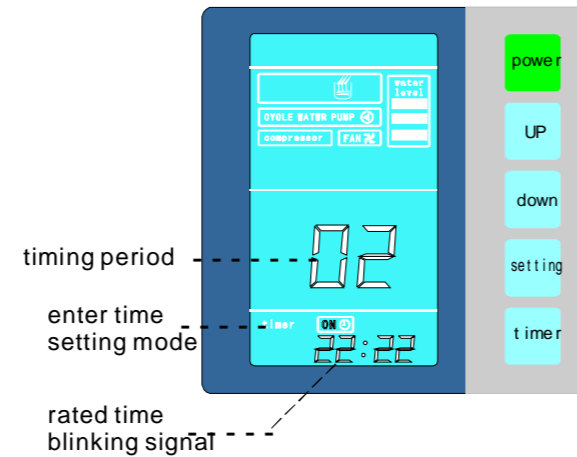 power
UP
down
setting
timer
water
level
CYCLE WATWR PUMP
compressor
FAN
02
timer
ON
22:22
timing period
enter time
setting mode
rated time
blinking signal